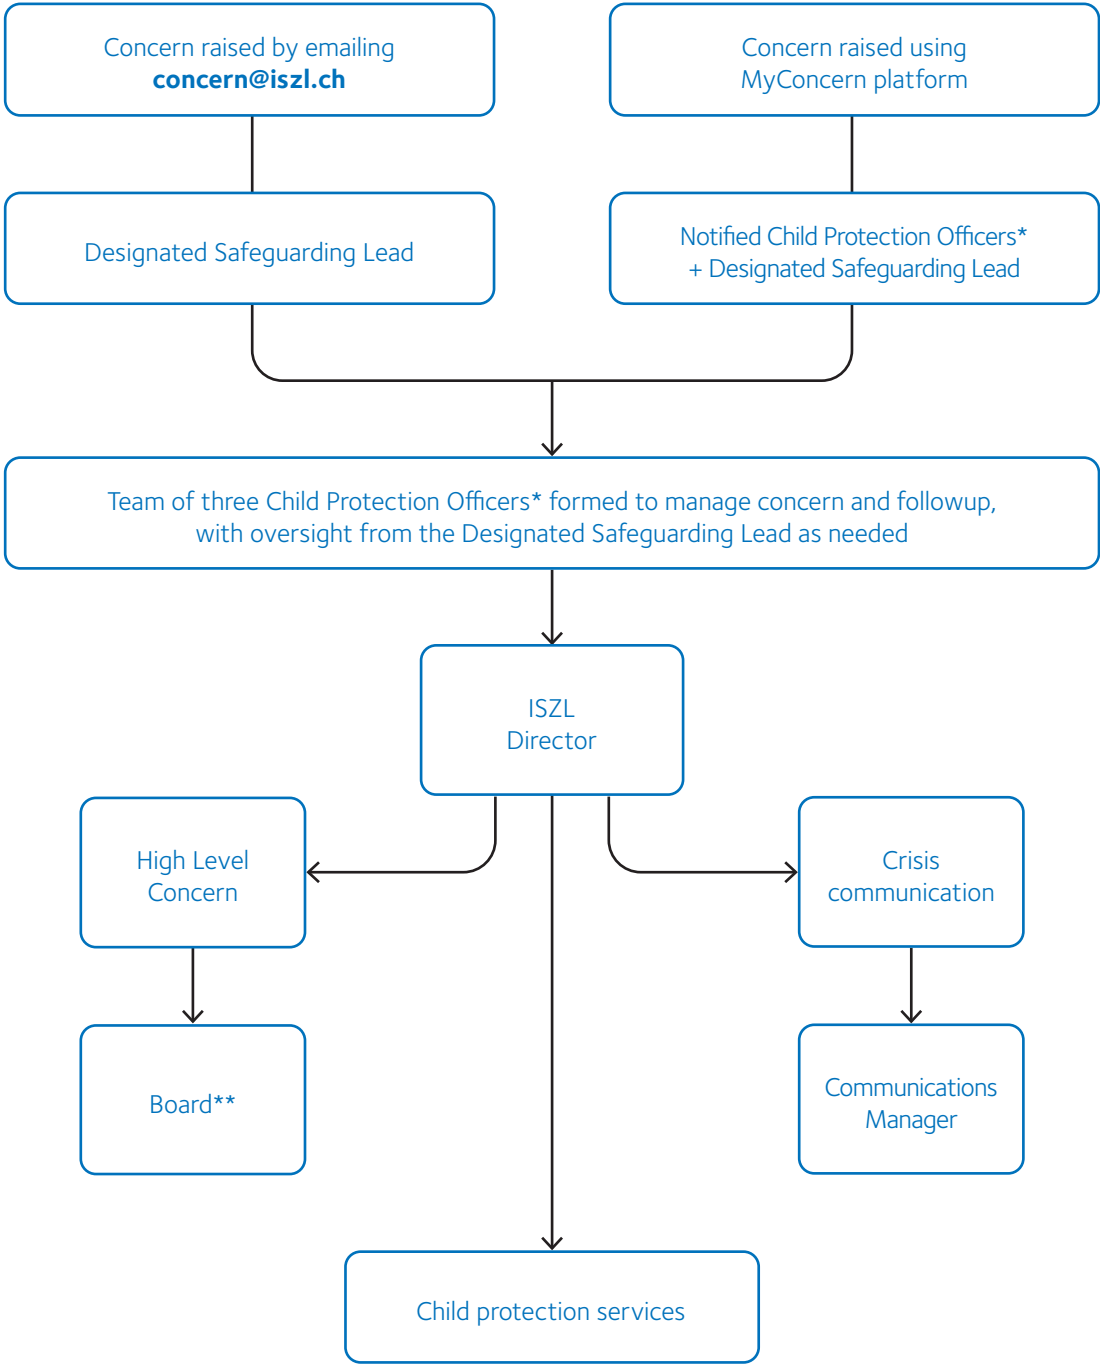 Concern raised by emailing
concern@iszl.ch
Concern raised using
MyConcern platform
Designated Safeguarding Lead
Notified Child Protection Officers*
+ Designated Safeguarding Lead
Team of three Child Protection Officers* formed to manage concern and followup,
with oversight from the Designated Safeguarding Lead as needed
ISZL
Director
High Level
Concern
Crisis
communication
Board**
Communications
Manager
Child protection services